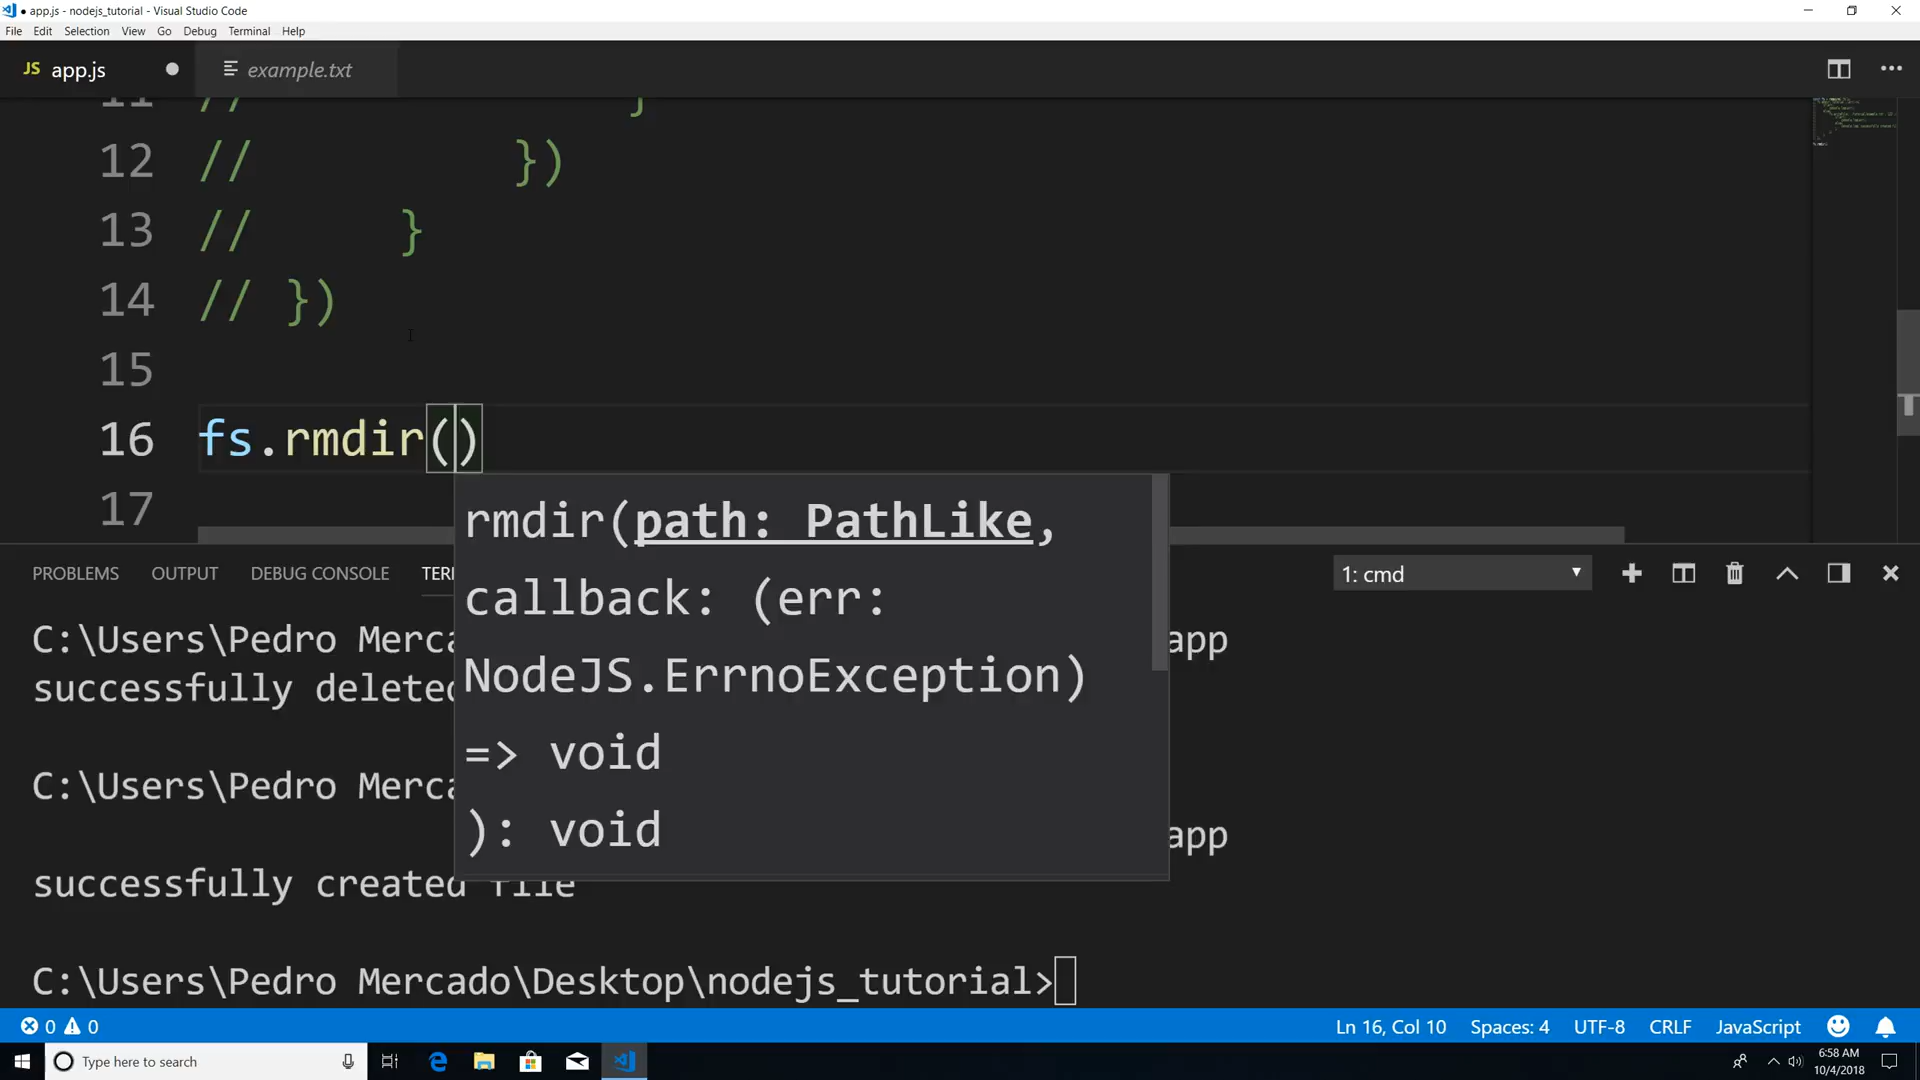 app.js - nodejs_tutorial - Visual Studio Code
File Edit Selection View Go Debug Terminal Help
JS app.js example.txt
11 // }
12 // })
13 // }
14 // })
15
16 fs.rmdir()
17
rmdir(path: PathLike,
callback: (err:
NodeJS.ErrnoException)
=> void
): void
PROBLEMS OUTPUT DEBUG CONSOLE 1: cmd
C:\Users\Pedro app
successfully deleted
C:\Users\Pedro app
successfully created file
C:\Users\Pedro Mercado\Desktop\nodejs_tutorial>
0 0 Ln 16, Col 10 Spaces: 4 UTF-8 CRLF JavaScript
Type here to search 6:58 AM
10/4/2018